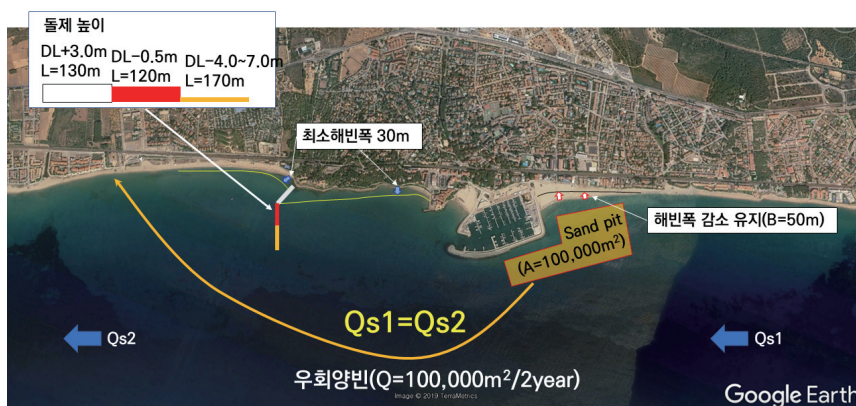 돌제 높이
DL+3.0m DL-0.5m DL-4.0~7.0m
L=130m L=120m L=170m
최소해빈폭 30m
해빈폭 감소 유지(B=50m)
Sand pit
(A=100,000m²)
Qs1=Qs2
Qs2
Qs1
우회양빈(Q=100,000m²/2year)
Image © 2019 TerraMetrics
Google Earth